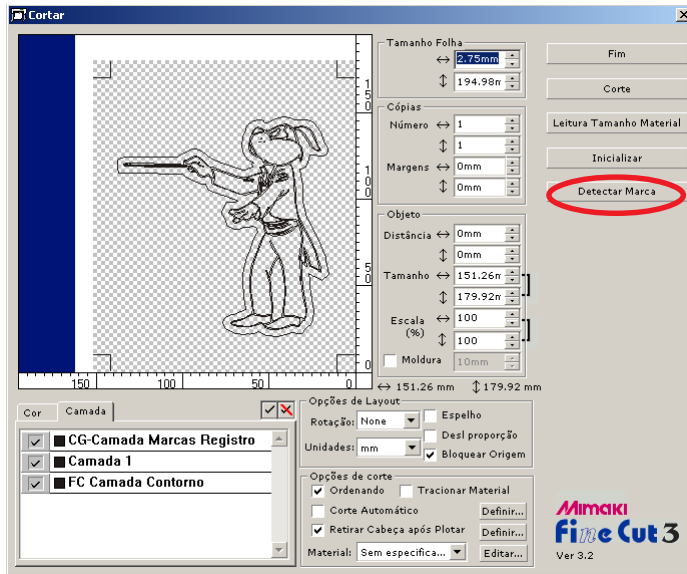 Cortar
Tamanho Folha
2.75mm
194.98m
Cópias
Número 1
1
Margens 0mm
0mm
Objeto
Distância 0mm
0mm
Tamanho 151.26m
179.92m
Escala (%) 100
100
Moldura 10mm
151.26 mm 179.92 mm
Fim
Corte
Leitura Tamanho Material
Inicializar
Detectar Marca
150
100
50
0
150 100 50 0
Cor Camada
CG-Camada Marcas Registro
Camada 1
FC Camada Contorno
Opções de Layout
Rotação: None Espelho
Desl proporção
Unidades: mm Bloquear Origem
Opções de corte
Ordenando Tracionar Material
Corte Automático Definir...
Retirar Cabeça após Plotar Definir...
Material: Sem especifica... Editar...
Mimaki
Fine Cut 3
Ver 3.2